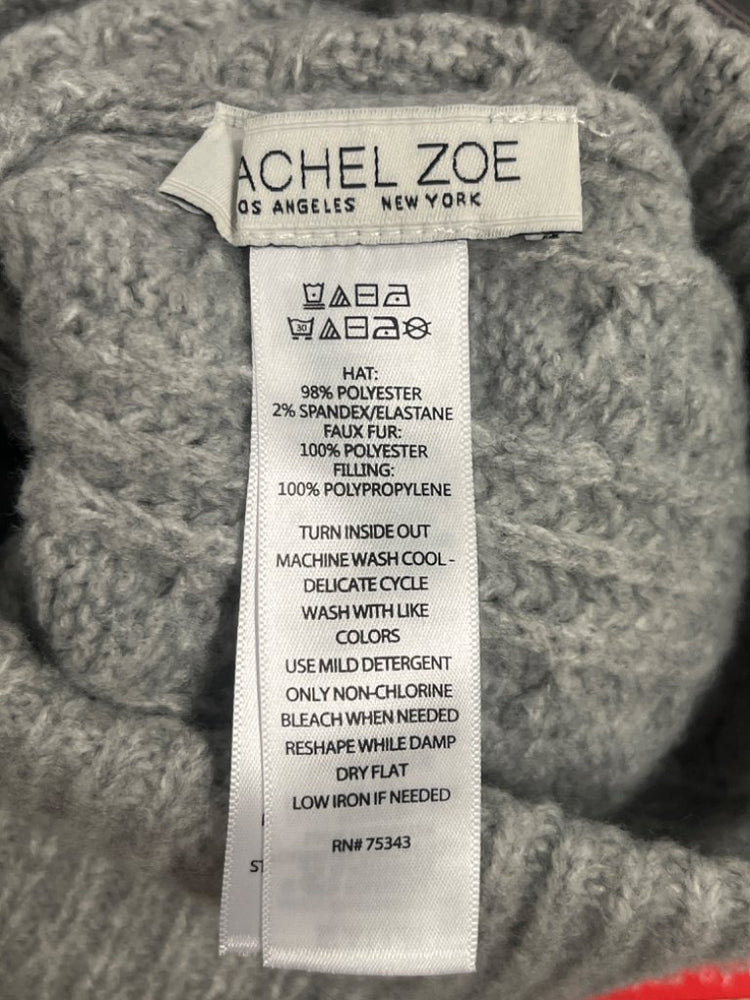 ACHEL ZOE
OS ANGELES NEW YORK
30
HAT:
98% POLYESTER
2% SPANDEX/ELASTANE
FAUX FUR:
100% POLYESTER
FILLING:
100% POLYPROPYLENE
TURN INSIDE OUT
MACHINE WASH COOL -
DELICATE CYCLE
WASH WITH LIKE
COLORS
USE MILD DETERGENT
ONLY NON-CHLORINE
BLEACH WHEN NEEDED
RESHAPE WHILE DAMP
DRY FLAT
LOW IRON IF NEEDED
RN# 75343